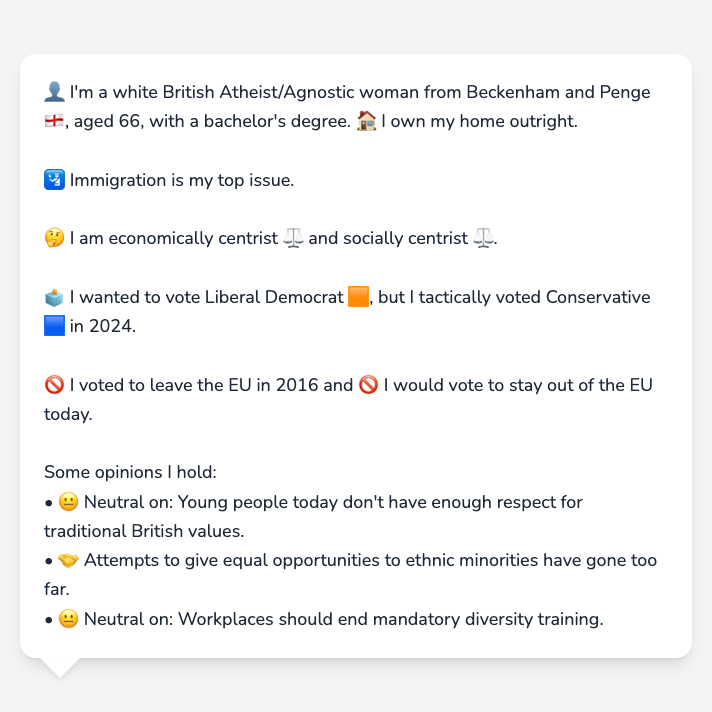 👤 I'm a white British Atheist/Agnostic woman from Beckenham and Penge
🏴󠁧󠁢󠁥󠁮󠁧󠁿, aged 66, with a bachelor's degree. 🏠 I own my home outright.
🛂 Immigration is my top issue.
🤔 I am economically centrist ⚖️ and socially centrist ⚖️.
🗳️ I wanted to vote Liberal Democrat 🟧, but I tactically voted Conservative
🟦 in 2024.
🚫 I voted to leave the EU in 2016 and 🚫 I would vote to stay out of the EU
today.
Some opinions I hold:
• 😐 Neutral on: Young people today don't have enough respect for
traditional British values.
• 🤝 Attempts to give equal opportunities to ethnic minorities have gone too
far.
• 😐 Neutral on: Workplaces should end mandatory diversity training.